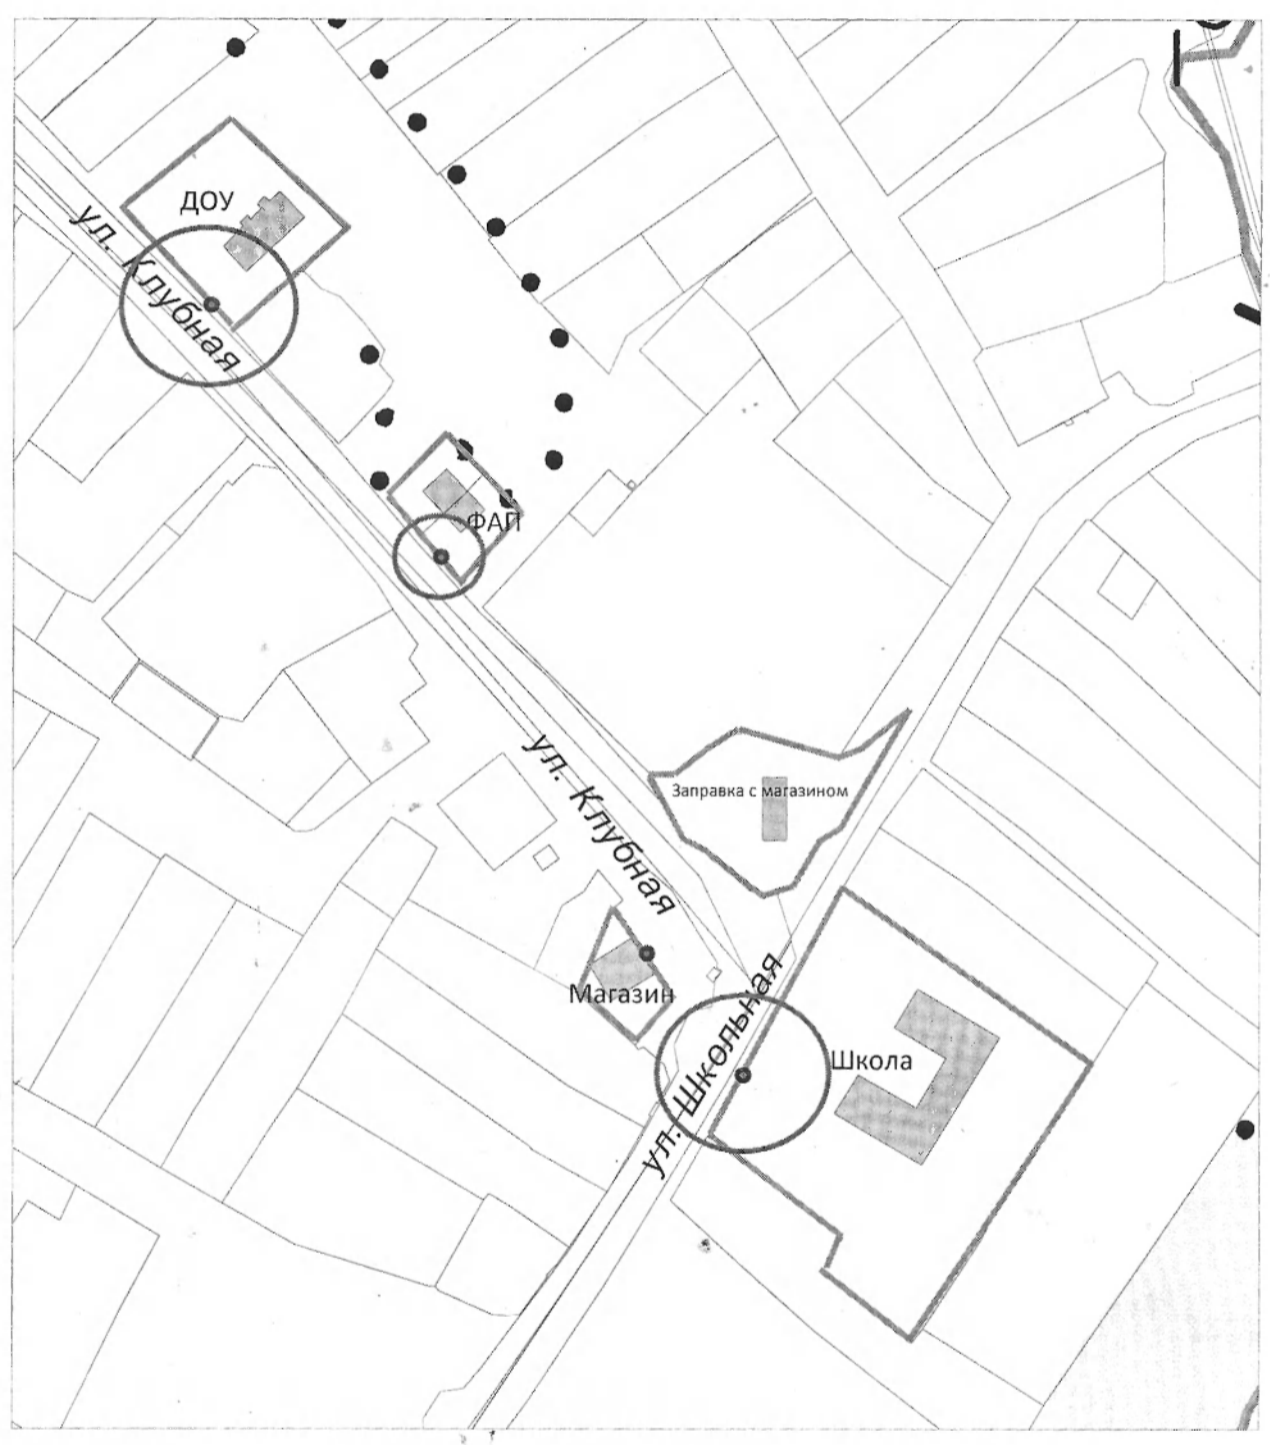 ДОУ
ул. Клубная
ФАП
ул. Клубная
Заправка с магазином
Магазин
ул. Школьная
Школа